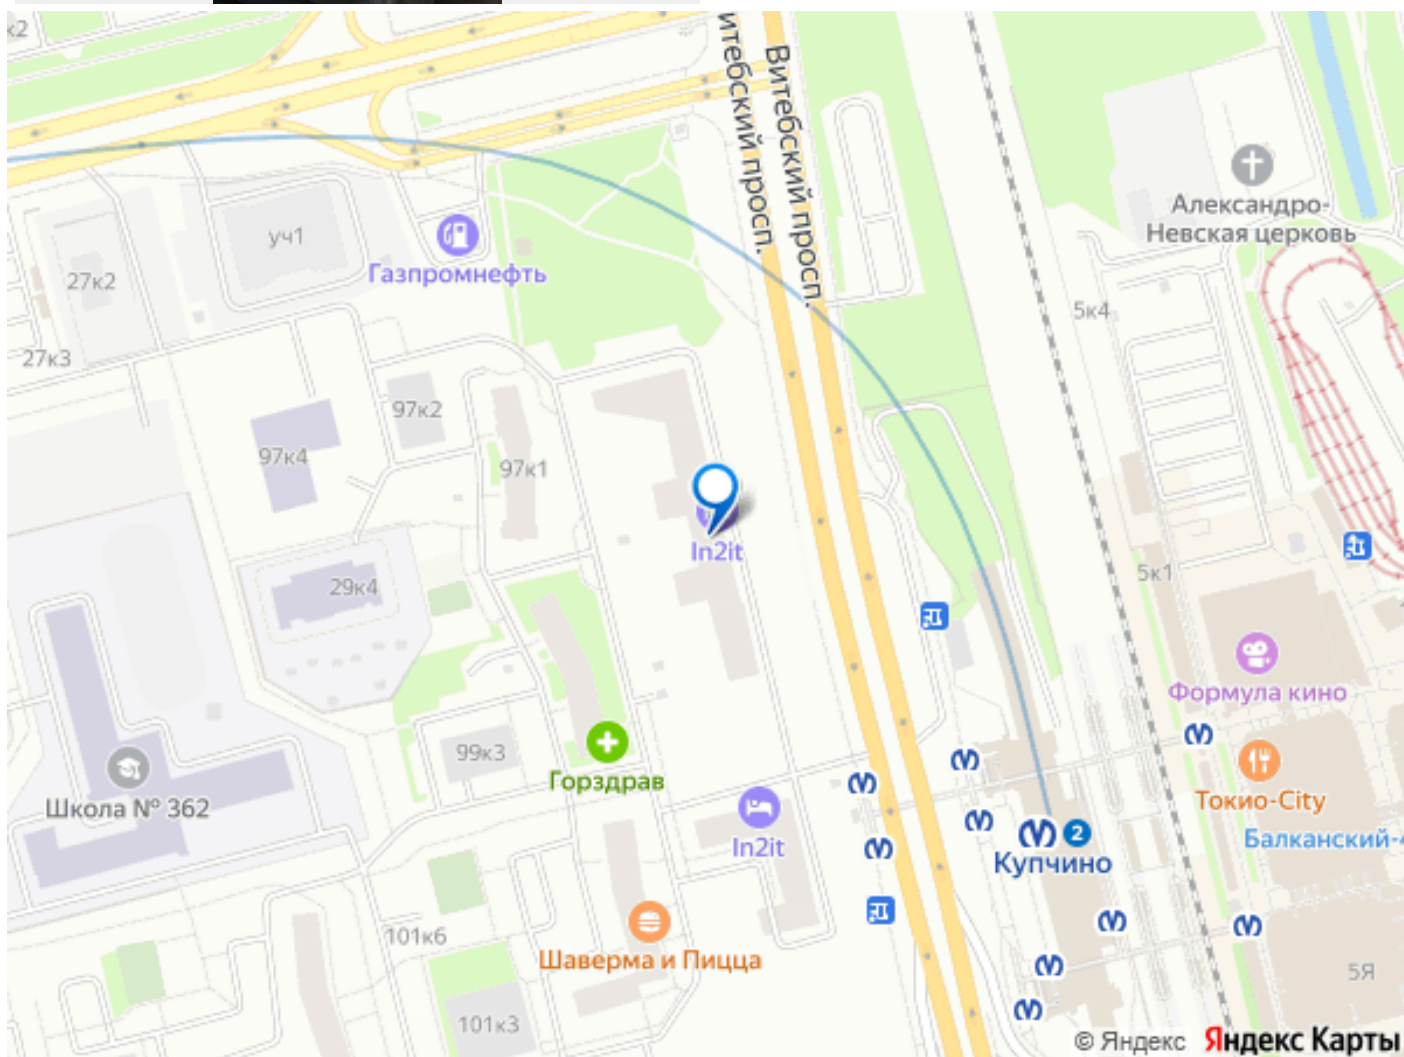 к2
Витебский просп.
итебский просп.
Александро-
Невская церковь
уч1
Газпромнефть
27к2
5к4
27к3
97к2
97к4
97к1
In2it
5к1
29к4
Формула кино
99к3
Горздрав
Школа № 362
In2it
Токио-City
Балканский-
2
Купчино
101к6
Шаверма и Пицца
5Я
101к3
© Яндекс Яндекс Карты